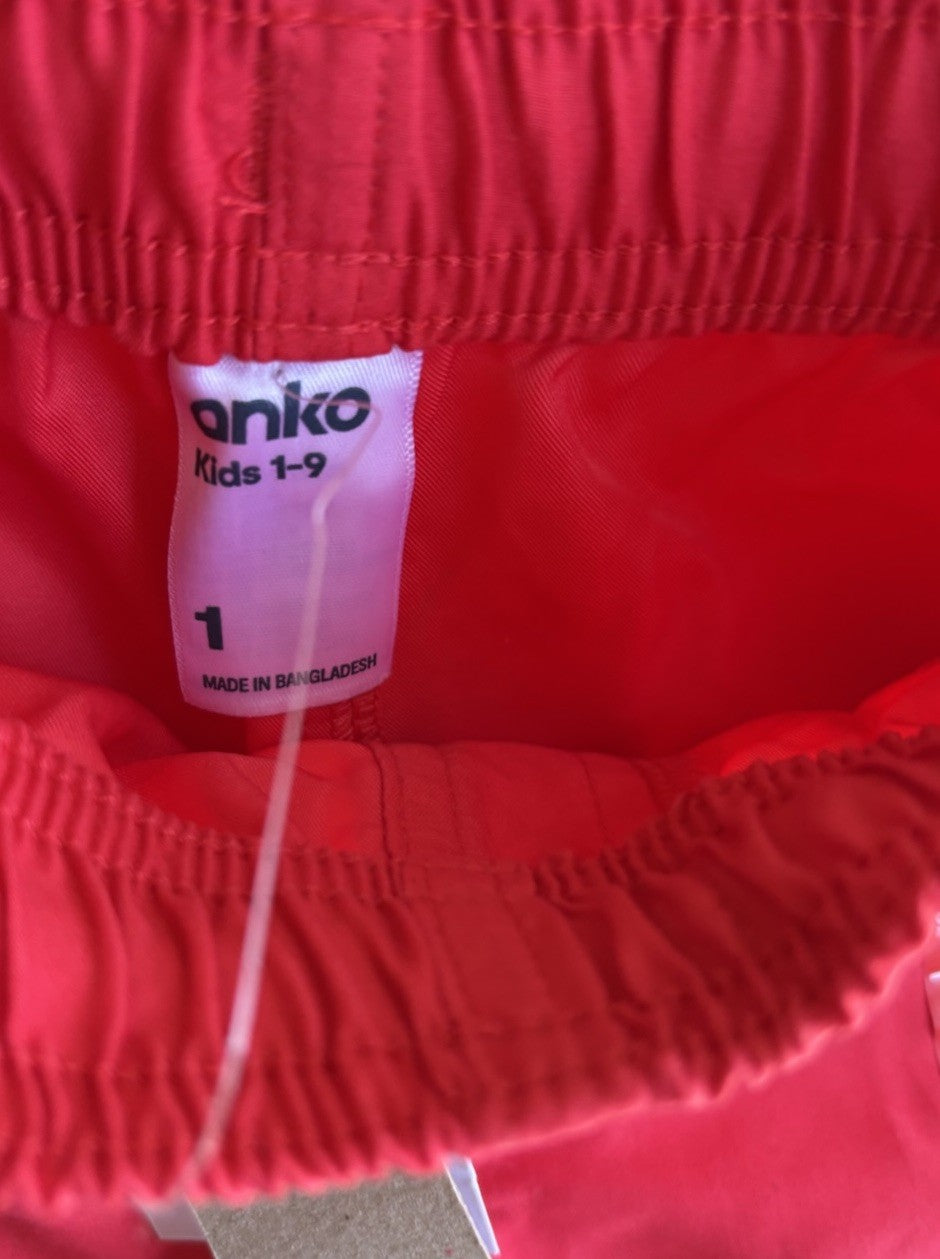 anko
Kids 1-9
1
MADE IN BANGLADESH